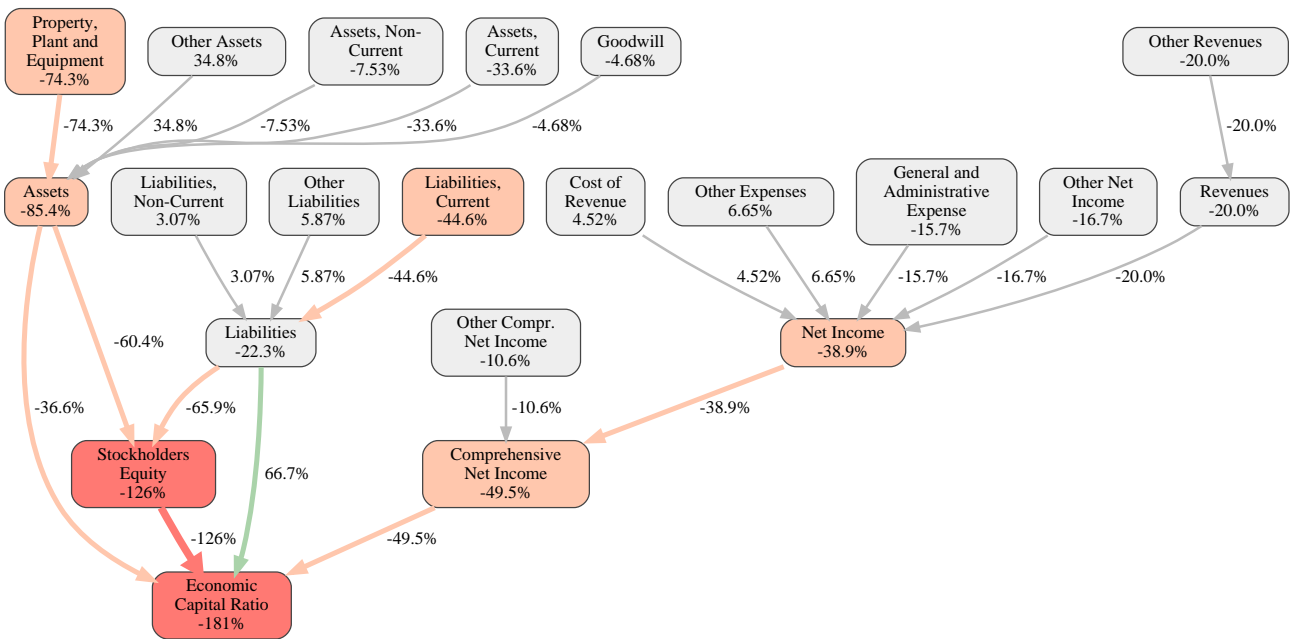 Property,
Plant and
Equipment
-74.3%
Other Assets
34.8%
Assets, Non-
Current
-7.53%
Assets,
Current
-33.6%
Goodwill
-4.68%
Other Revenues
-20.0%
-74.3%
34.8%
-7.53%
-33.6%
-4.68%
-20.0%
Assets
-85.4%
Liabilities,
Non-Current
3.07%
Other
Liabilities
5.87%
Liabilities,
Current
-44.6%
Cost of
Revenue
4.52%
Other Expenses
6.65%
General and
Administrative
Expense
-15.7%
Other Net
Income
-16.7%
Revenues
-20.0%
3.07%
5.87%
-44.6%
4.52%
6.65%
-15.7%
-16.7%
-20.0%
-60.4%
Liabilities
-22.3%
Other Compr.
Net Income
-10.6%
Net Income
-38.9%
-36.6%
-65.9%
-10.6%
-38.9%
Stockholders
Equity
-126%
66.7%
Comprehensive
Net Income
-49.5%
-126%
-49.5%
Economic
Capital Ratio
-181%